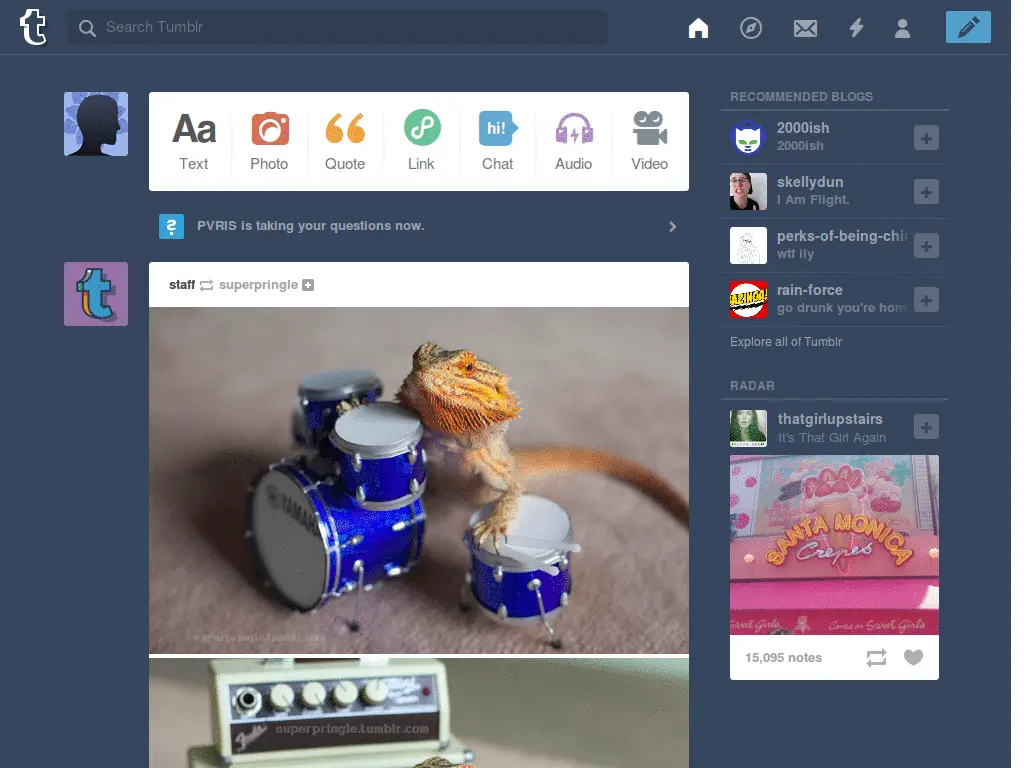 t
Search Tumblr
Aa
hi!
Text
Photo
Quote
Link
Chat
Audio
Video
?
PVRIS is taking your questions now.
t
staff superpringle
YAMAH
superpringle.tumblr.com
Fender
superpringle.tumblr.com
RECOMMENDED BLOGS
2000ish
2000ish
skellydun
I Am Flight.
perks-of-being-chi
wtf ily
BAZINGA!
rain-force
go drunk you're hom
Explore all of Tumblr
RADAR
thatgirlupstairs
It's That Girl Again
SANTA MONICA
Crepes
Sweet Girls
Come on Sweet Girls
15,095 notes